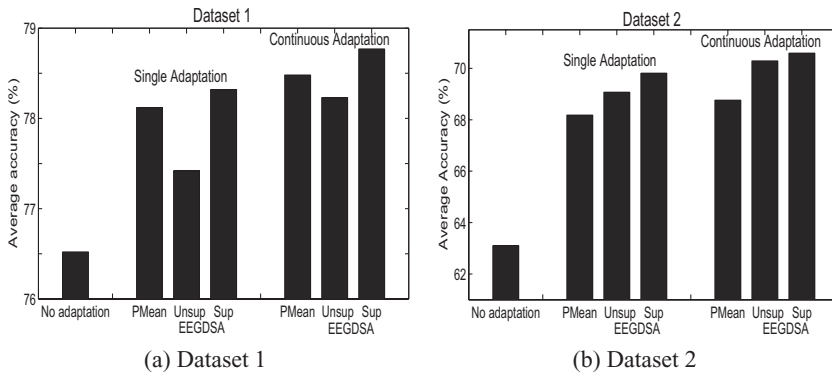 Dataset 1
Average accuracy (%)
79
78
77
76
Single Adaptation
Continuous Adaptation
No adaptation PMean Unsup Sup PMean Unsup Sup
EEGDSA EEGDSA
(a) Dataset 1
Dataset 2
Average Accuracy (%)
70
68
66
64
62
Single Adaptation
Continuous Adaptation
No adaptation PMean Unsup Sup PMean Unsup Sup
EEGDSA EEGDSA
(b) Dataset 2